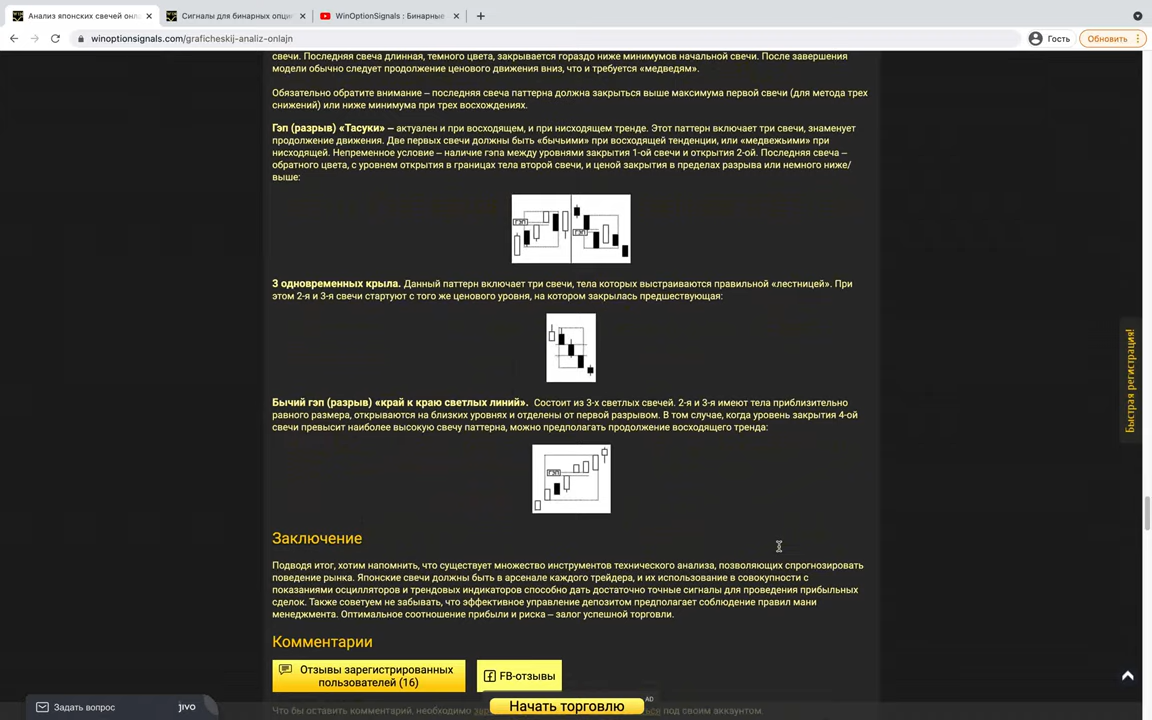 Анализ японских свечей онл
Сигналы для бинарных опци
WinOptionSignals : Бинарные
winoptionsignals.com/graficheskij-analiz-onlajn
Гость
Обновить
свечи. Последняя свеча длинная, темного цвета, закрывается гораздо ниже минимумов начальной свечи. После завершения
модели обычно следует продолжение ценового движения вниз, что и требуется «медведям».
Обязательно обратите внимание – последняя свеча паттерна должна закрыться выше максимума первой свечи (для метода трех
снижений) или ниже минимума при трех восхождениях.
Гэп (разрыв) «Тасуки» – актуален и при восходящем, и при нисходящем тренде. Этот паттерн включает три свечи, знаменует
продолжение движения. Две первых свечи должны быть «бычьими» при восходящей тенденции, или «медвежьими» при
нисходящей. Непременное условие – наличие гэпа между уровнями закрытия 1-ой свечи и открытия 2-ой. Последняя свеча –
обратного цвета, с уровнем открытия в границах тела второй свечи, и ценой закрытия в пределах разрыва или немного ниже/
выше:
ГЭП
ГЭП
3 одновременных крыла. Данный паттерн включает три свечи, тела которых выстраиваются правильной «лестницей». При
этом 2-я и 3-я свечи стартуют с того же ценового уровня, на котором закрылась предшествующая:
Бычий гэп (разрыв) «край к краю светлых линий». Состоит из 3-х светлых свечей. 2-я и 3-я имеют тела приблизительно
равного размера, открываются на близких уровнях и отделены от первой разрывом. В том случае, когда уровень закрытия 4-ой
свечи превысит наиболее высокую свечу паттерна, можно предполагать продолжение восходящего тренда:
ГЭП
Заключение
Подводя итог, хотим напомнить, что существует множество инструментов технического анализа, позволяющих спрогнозировать
поведение рынка. Японские свечи должны быть в арсенале каждого трейдера, и их использование в совокупности с
показаниями осцилляторов и трендовых индикаторов способно дать достаточно точные сигналы для проведения прибыльных
сделок. Также советуем не забывать, что эффективное управление депозитом предполагает соблюдение правил мани
менеджмента. Оптимальное соотношение прибыли и риска – залог успешной торговли.
Комментарии
Отзывы зарегистрированных
пользователей (16)
FB-отзывы
AD
Начать торговлю
Что бы оставить комментарий, необходимо под своим аккаунтом
Задать вопрос
jivo
Быстрая регистрация!